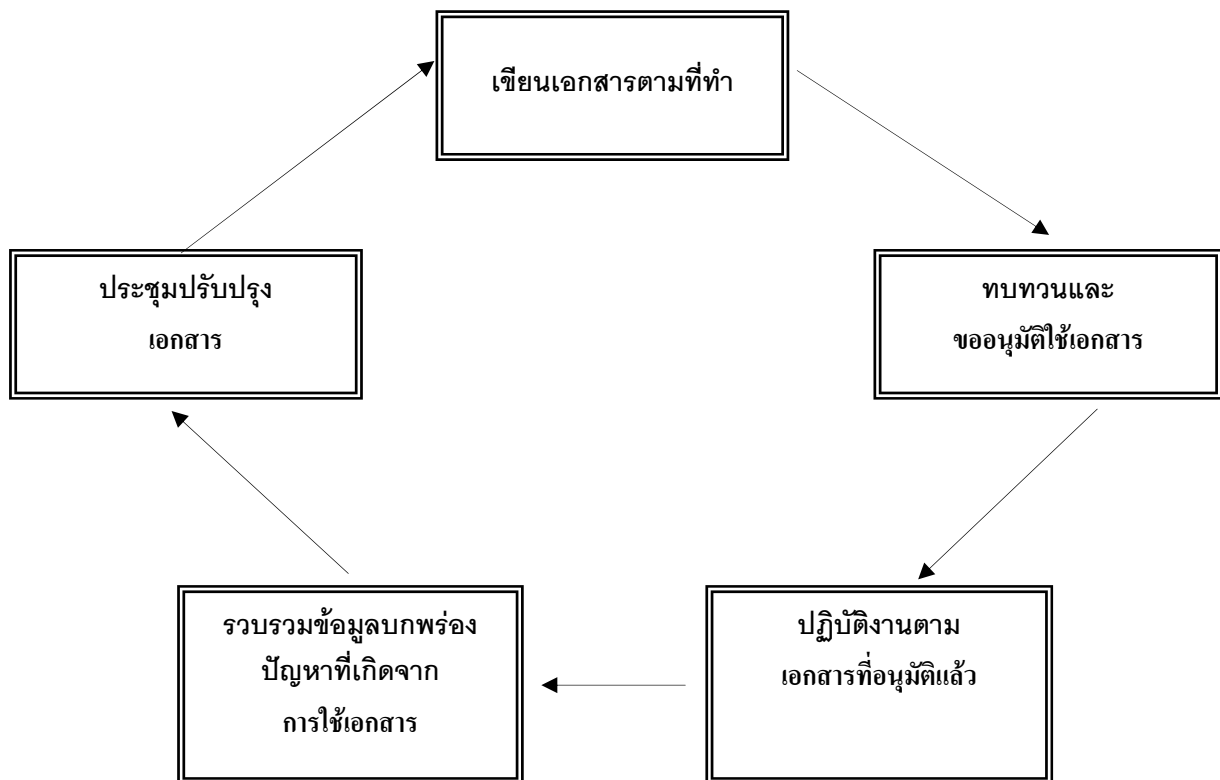 เขียนเอกสารตามที่ทำ
ทบทวนและ
ขออนุมัติใช้เอกสาร
ปฏิบัติงานตาม
เอกสารที่อนุมัติแล้ว
รวบรวมข้อมูลบกพร่อง
ปัญหาที่เกิดจาก
การใช้เอกสาร
ประชุมปรับปรุง
เอกสาร